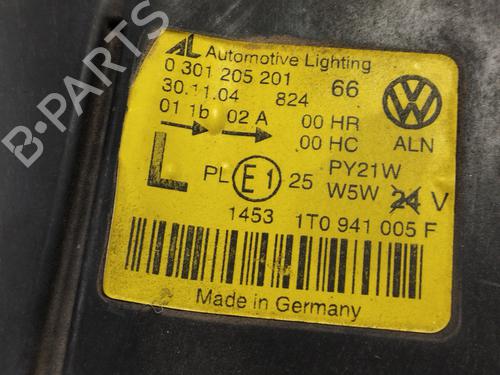 AL Automotive Lighting
0 301 205 201 66
30.11.04 824
01 1b 02 A 00 HR ALN
00 HC
L PL E1 25 PY21W
W5W 24 V
1453 1T0 941 005 F
Made in Germany
B-PARTS